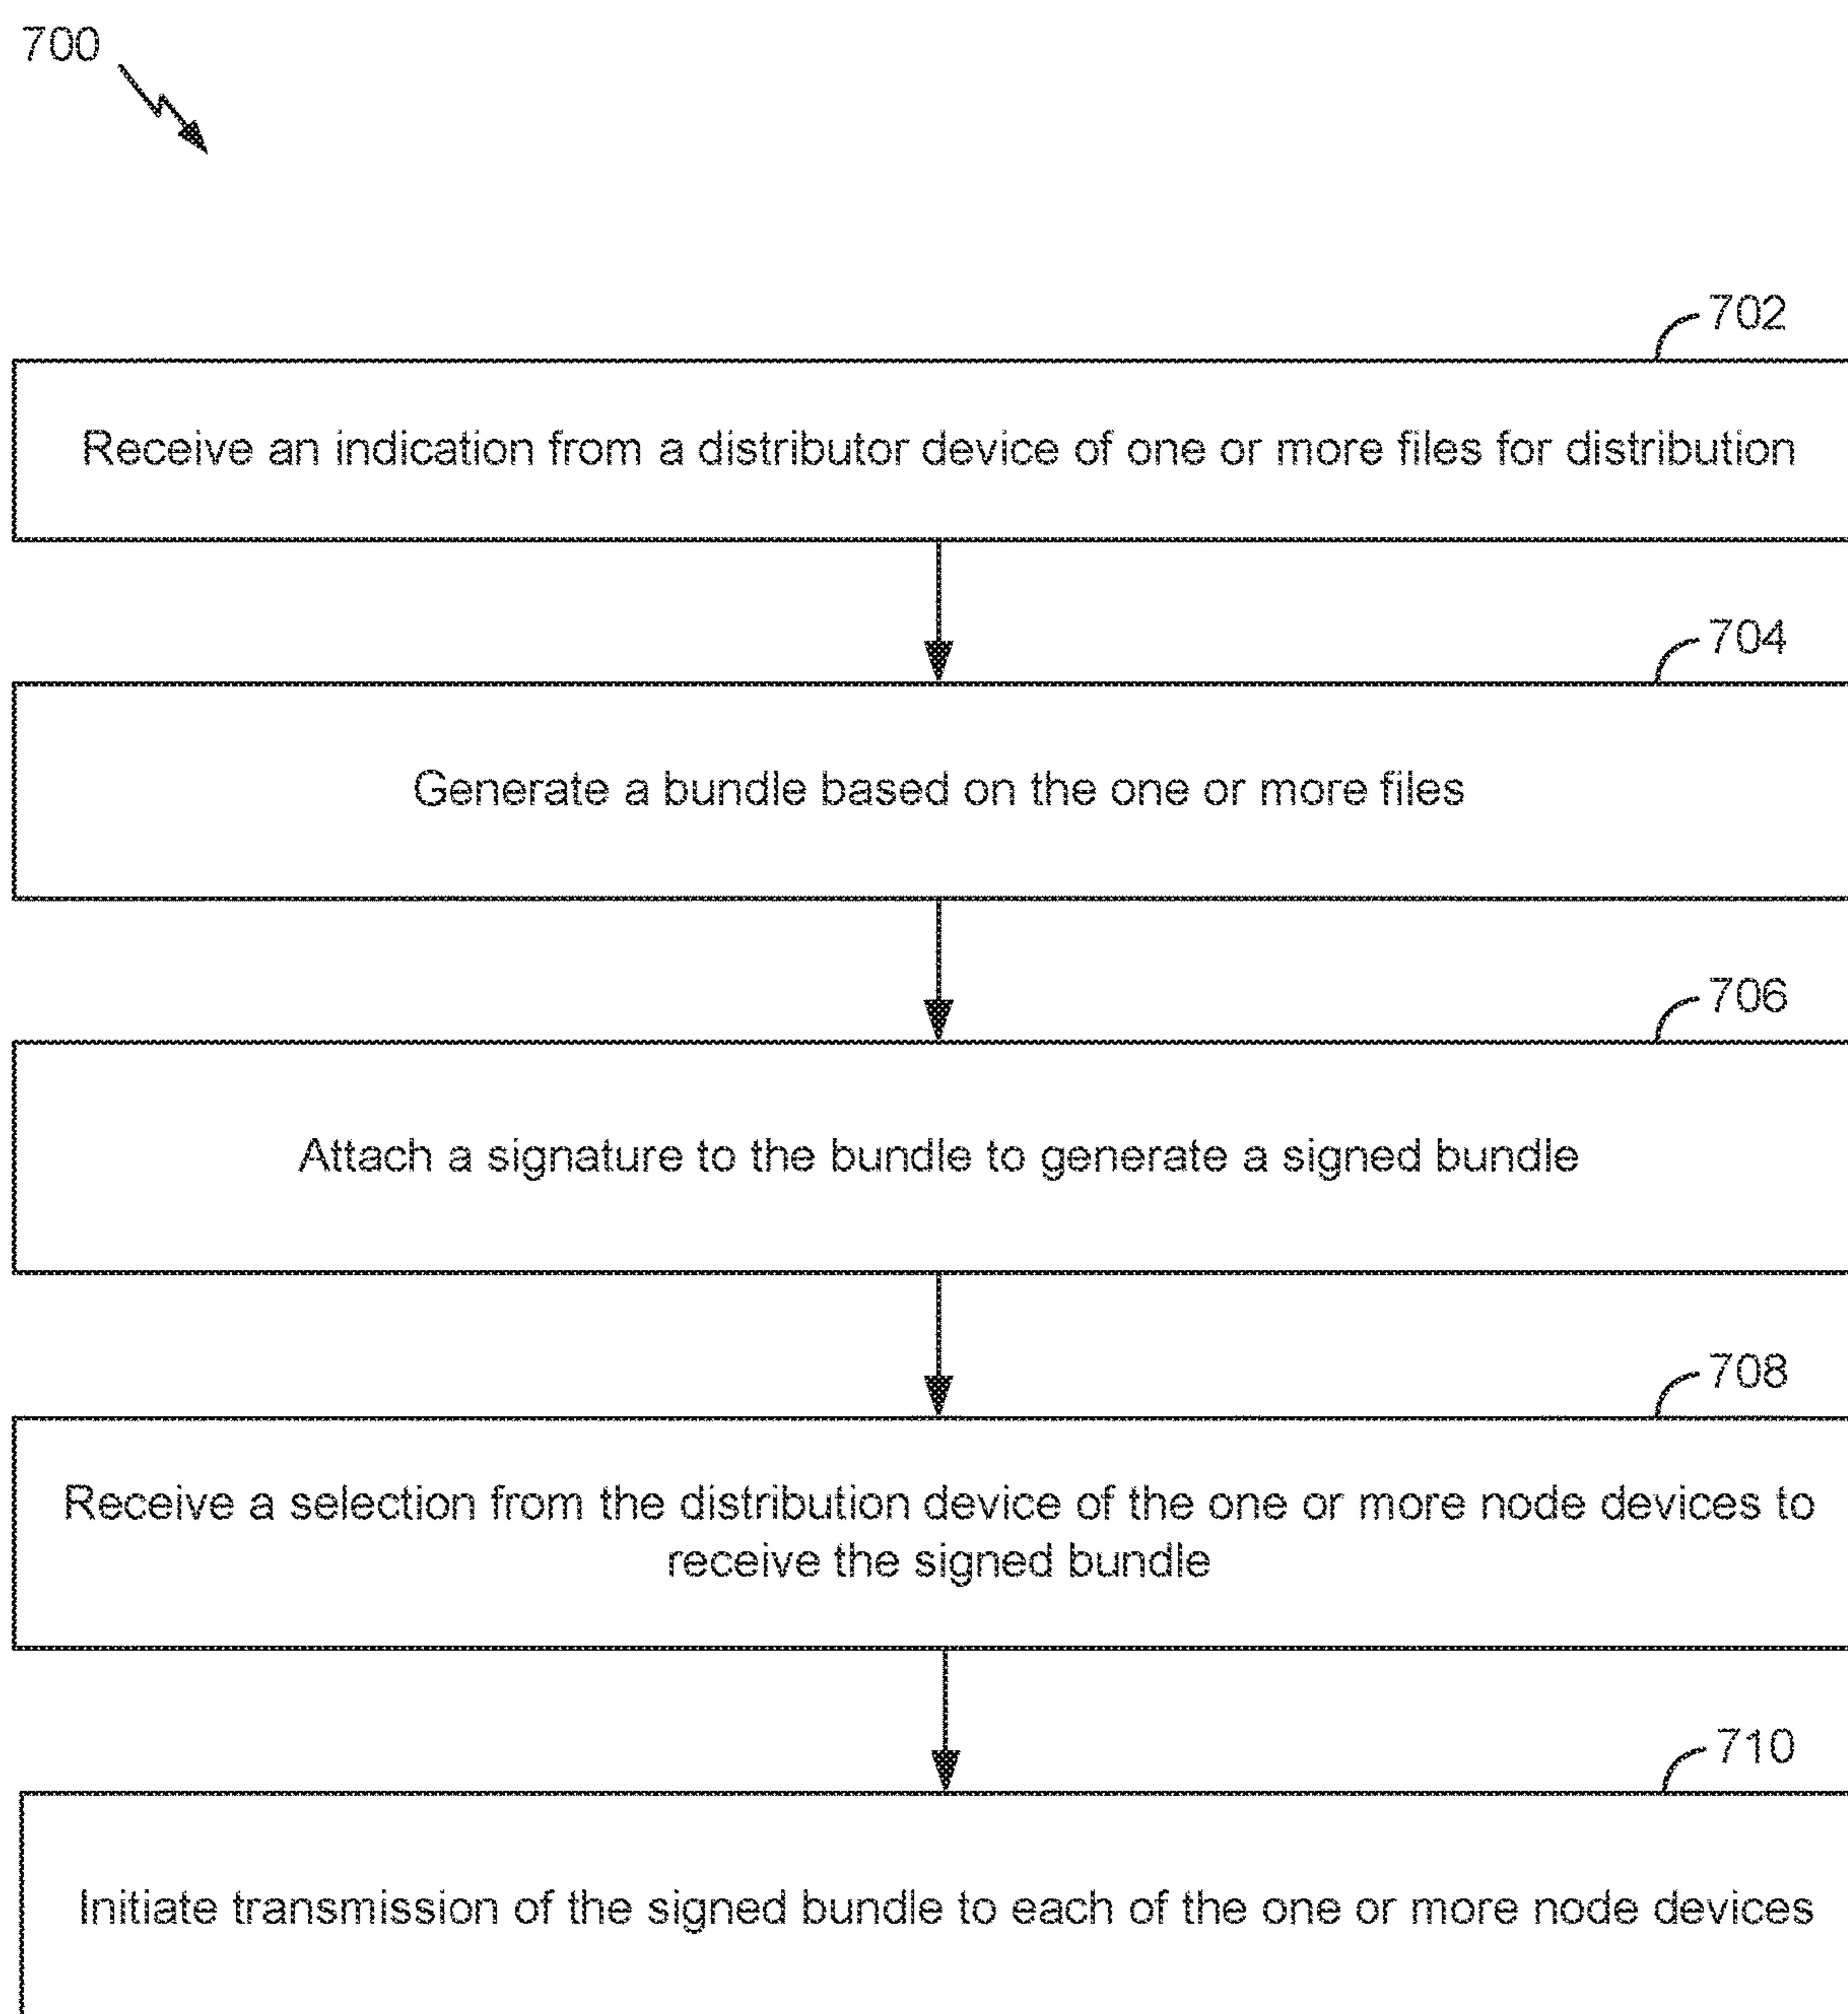 700
702
Receive an indication from a distributor device of one or more files for distribution
704
Generate a bundle based on the one or more files
706
Attach a signature to the bundle to generate a signed bundle
708
Receive a selection from the distribution device of the one or more node devices to
receive the signed bundle
710
Initiate transmission of the signed bundle to each of the one or more node devices